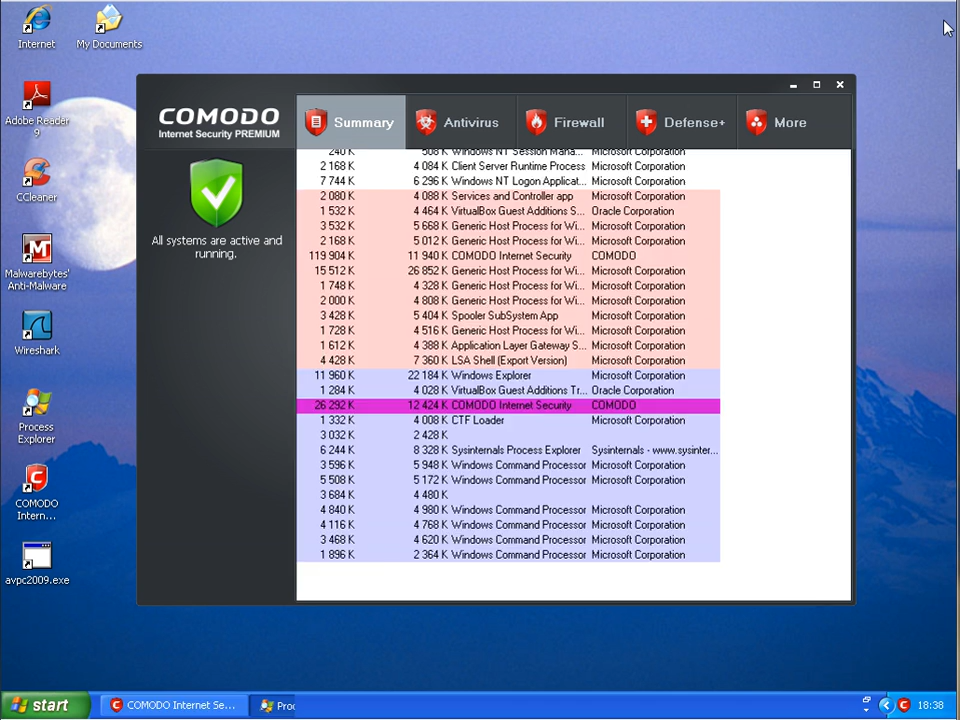 Internet
My Documents
Adobe Reader
9
CCleaner
Malwarebytes'
Anti-Malware
Wireshark
Process
Explorer
COMODO
Intern...
avpc2009.exe
COMODO
Internet Security PREMIUM
Summary
Antivirus
Firewall
Defense+
More
All systems are active and
running.
240 K 508 K Windows NT Session Mana... Microsoft Corporation
2 168 K 4 084 K Client Server Runtime Process Microsoft Corporation
7 744 K 6 296 K Windows NT Logon Applicat... Microsoft Corporation
2 080 K 4 088 K Services and Controller app Microsoft Corporation
1 532 K 4 464 K VirtualBox Guest Additions S... Oracle Corporation
3 532 K 5 668 K Generic Host Process for Wi... Microsoft Corporation
2 168 K 5 012 K Generic Host Process for Wi... Microsoft Corporation
119 904 K 11 940 K COMODO Internet Security COMODO
15 512 K 26 852 K Generic Host Process for Wi... Microsoft Corporation
1 748 K 4 328 K Generic Host Process for Wi... Microsoft Corporation
2 000 K 4 808 K Generic Host Process for Wi... Microsoft Corporation
3 428 K 5 404 K Spooler SubSystem App Microsoft Corporation
1 728 K 4 516 K Generic Host Process for Wi... Microsoft Corporation
1 612 K 4 388 K Application Layer Gateway S... Microsoft Corporation
4 428 K 7 360 K LSA Shell (Export Version) Microsoft Corporation
11 960 K 22 184 K Windows Explorer Microsoft Corporation
1 284 K 4 028 K VirtualBox Guest Additions Tr... Oracle Corporation
26 292 K 12 424 K COMODO Internet Security COMODO
1 332 K 4 008 K CTF Loader Microsoft Corporation
3 032 K 2 428 K
6 244 K 8 328 K Sysinternals Process Explorer Sysinternals - www.sysinter...
3 596 K 5 948 K Windows Command Processor Microsoft Corporation
5 508 K 5 172 K Windows Command Processor Microsoft Corporation
3 684 K 4 480 K
4 840 K 4 980 K Windows Command Processor Microsoft Corporation
4 116 K 4 768 K Windows Command Processor Microsoft Corporation
3 468 K 4 620 K Windows Command Processor Microsoft Corporation
1 896 K 2 364 K Windows Command Processor Microsoft Corporation
start
COMODO Internet Se...
Proc
18:38